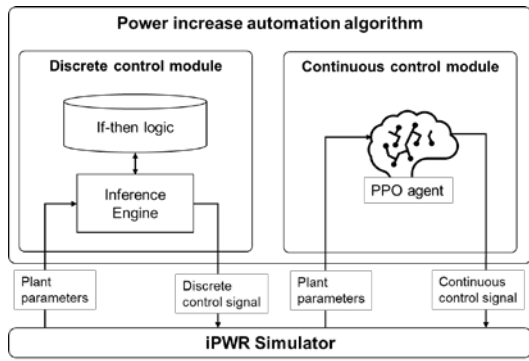 Power increase automation algorithm
Discrete control module
If-then logic
Inference
Engine
Continuous control module
PPO agent
Plant
parameters
Discrete
control signal
Plant
parameters
Continuous
control signal
iPWR Simulator